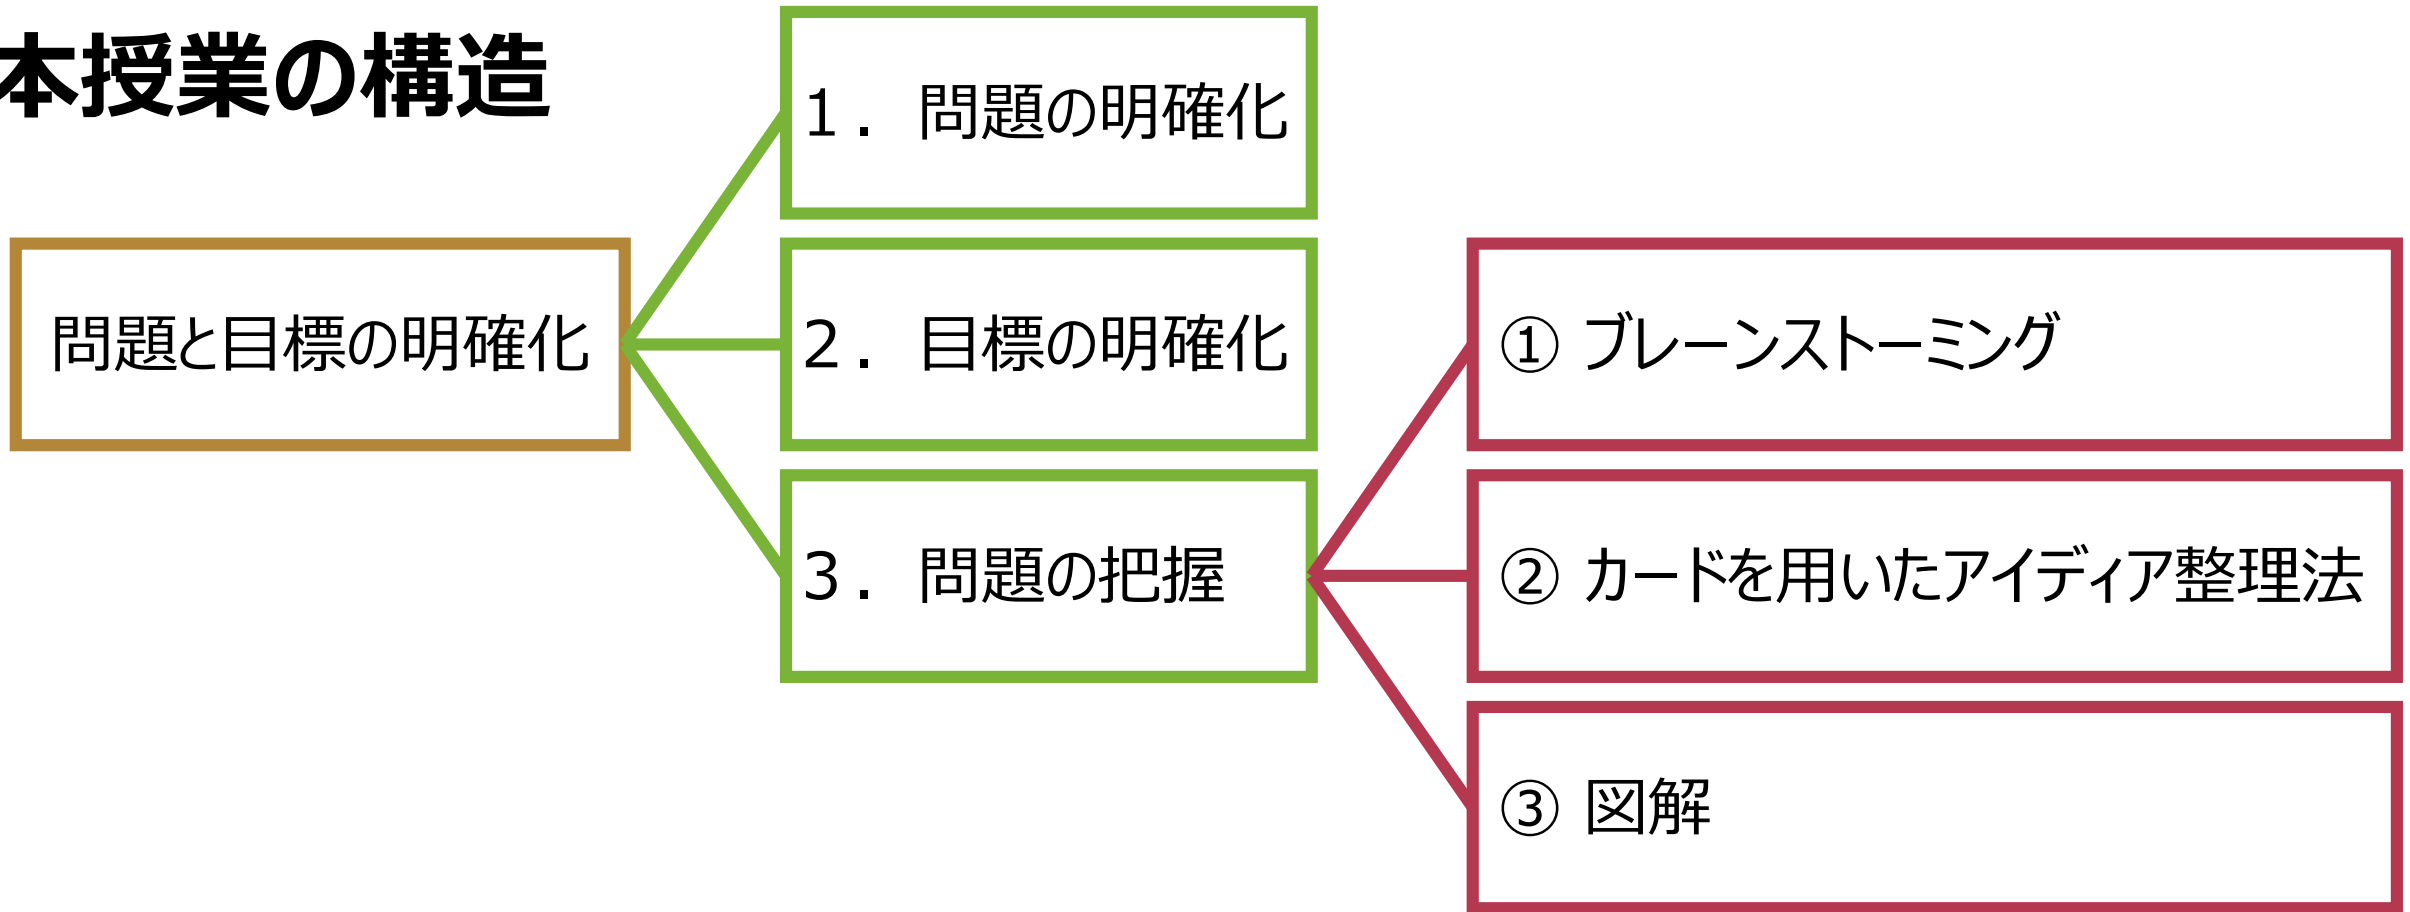 本授業の構造
問題と目標の明確化
1． 問題の明確化
2． 目標の明確化
3． 問題の把握
① ブレーンストーミング
② カードを用いたアイディア整理法
③ 図解